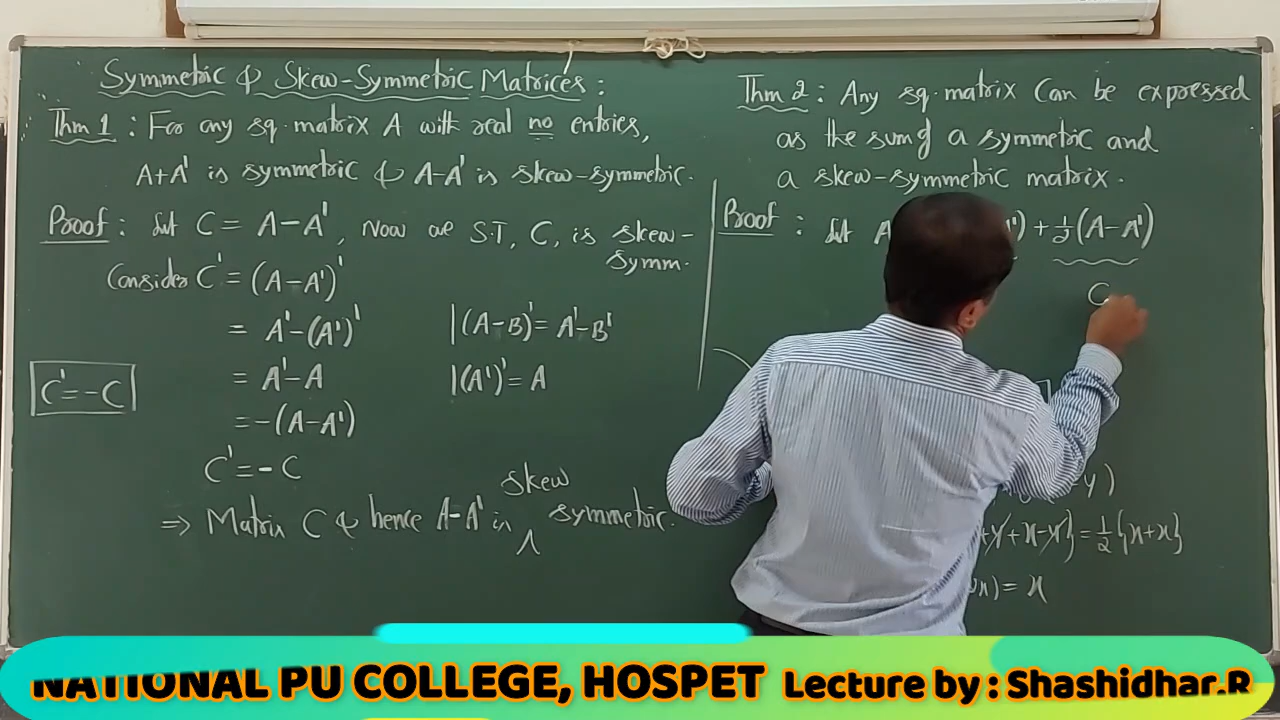 Symmetric & Skew-Symmetric Matrices :
Thm 1 : For any sq. matrix A with real no entries,
A+A' is symmetric & A-A' is skew-symmetric.
Proof : Let C = A-A', Now we S.T, C, is skew-
symm.
Consider C' = (A-A')'
= A'-(A')' |(A-B)' = A'-B'
= A'-A |(A')' = A
= -(A-A')
C' = -C
C' = -C
skew
⇒ Matrix C & hence A-A' is ∧ symmetric.
Thm 2 : Any sq. matrix Can be expressed
as the sum of a symmetric and
a skew-symmetric matrix.
Proof : Let A ') + 1/2(A-A')
C
y)
+y+x-y} = 1/2{x+x}
x) = x
NATIONAL PU COLLEGE, HOSPET Lecture by : Shashidhar.R